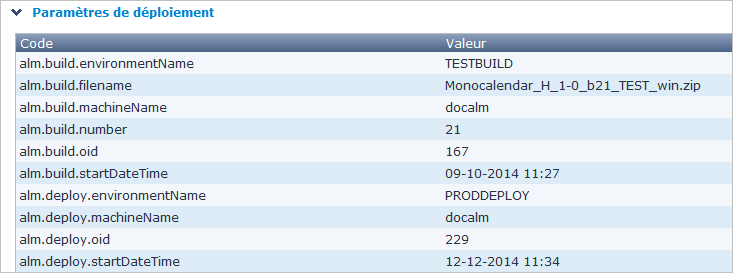 Paramètres de déploiement
Code Valeur
alm.build.environmentName TESTBUILD
alm.build.filename Monocalendar_H_1-0_b21_TEST_win.zip
alm.build.machineName docalm
alm.build.number 21
alm.build.oid 167
alm.build.startDateTime 09-10-2014 11:27
alm.deploy.environmentName PRODDEPLOY
alm.deploy.machineName docalm
alm.deploy.oid 229
alm.deploy.startDateTime 12-12-2014 11:34